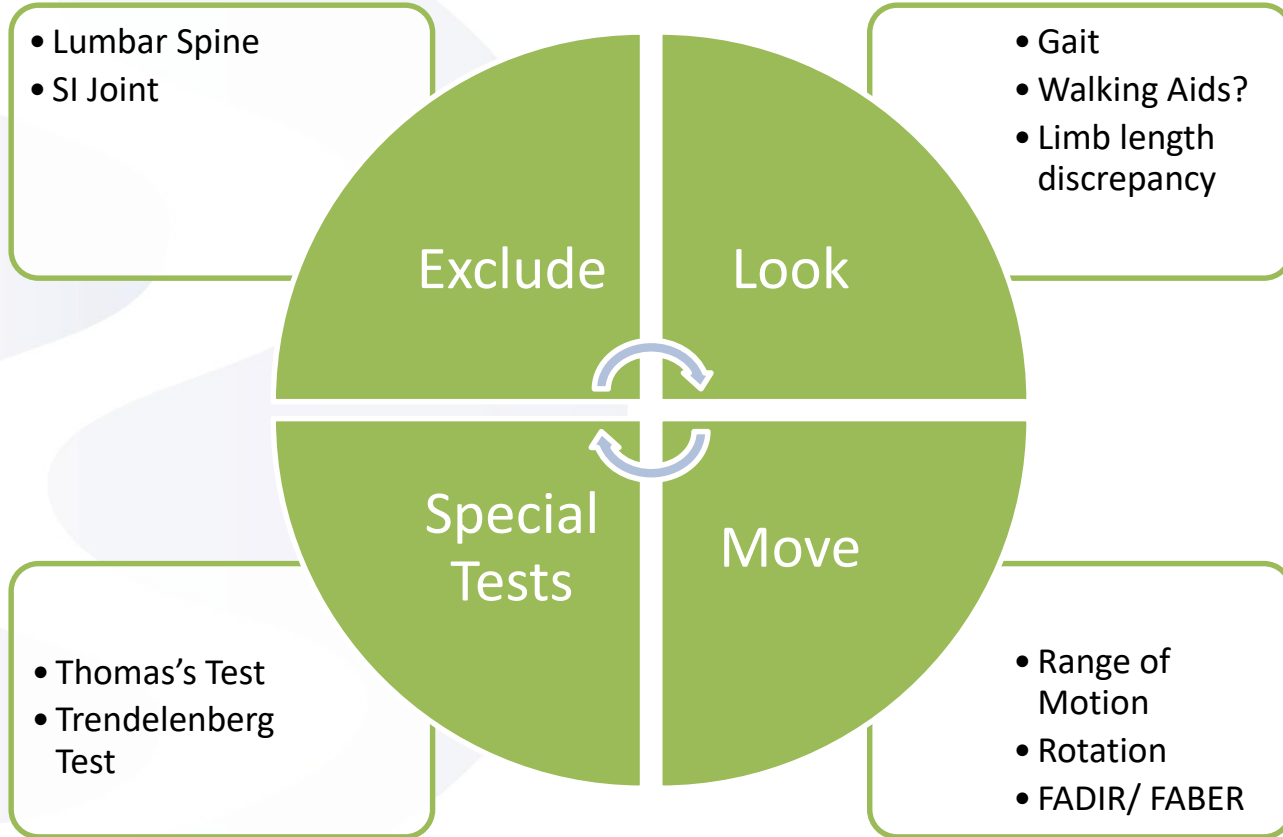 • Lumbar Spine
• SI Joint
• Gait
• Walking Aids?
• Limb length
discrepancy
Exclude
Look
Special
Tests
Move
• Thomas’s Test
• Trendelenberg
Test
• Range of
Motion
• Rotation
• FADIR/ FABER